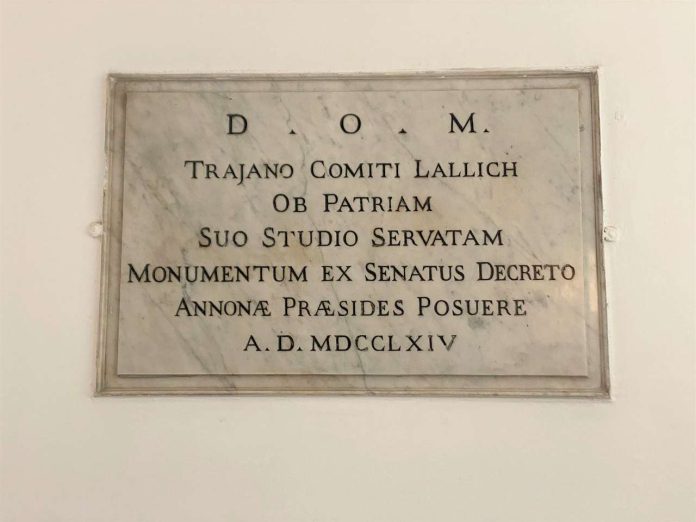 D . O . M.
TRAJANO COMITI LALLICH
OB PATRIAM
SUO STUDIO SERVATAM
MONUMENTUM EX SENATUS DECRETO
ANNONÆ PRÆSIDES POSUERE
A. D. MDCCLXIV